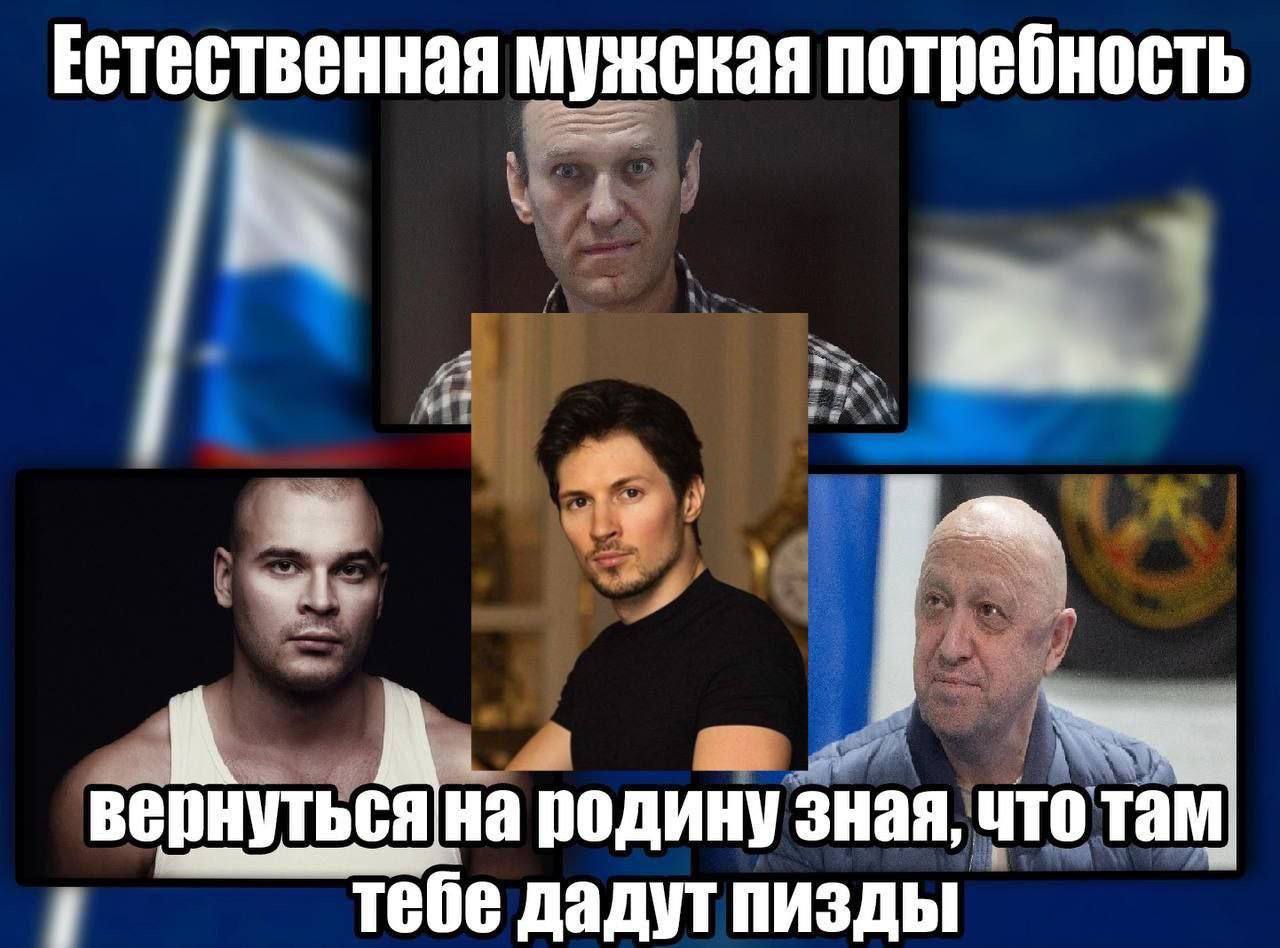 Естественная мужская потребность
вернуться на родину зная, что там
тебе дадут пизды